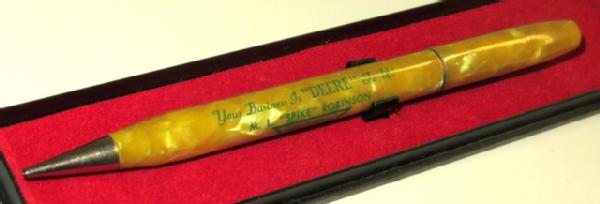 Your Business Is "DEERE" To Us!
M. L. "SPIKE" ROBINSON